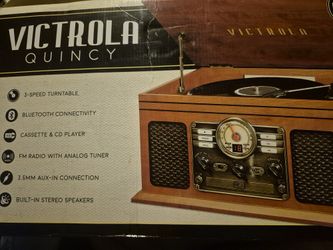 VICTROLA
QUINCY
3-SPEED TURNTABLE
BLUETOOTH CONNECTIVITY
CASSETTE & CD PLAYER
FM RADIO WITH ANALOG TUNER
3.5MM AUX-IN CONNECTION
BUILT-IN STEREO SPEAKERS
VICTROLA